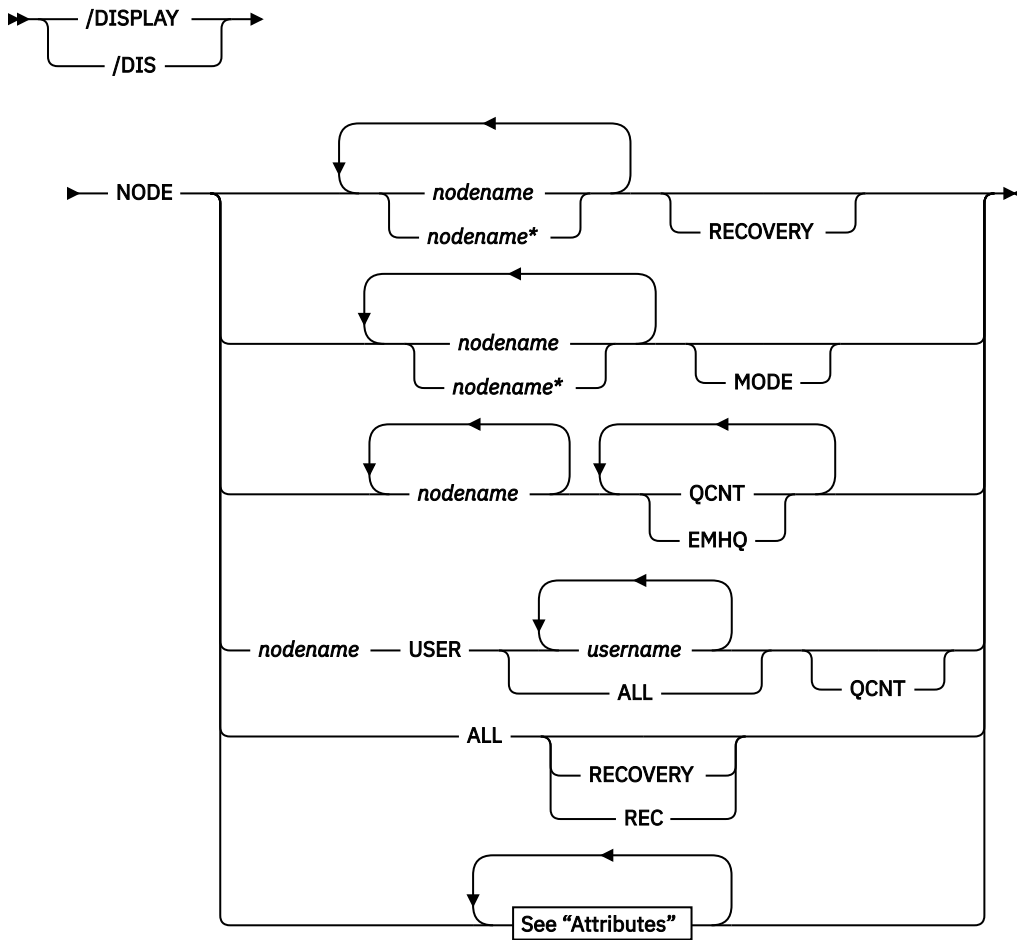 /DISPLAY
/DIS
NODE
nodename
nodename*
RECOVERY
nodename
nodename*
MODE
nodename
QCNT
EMHQ
nodename USER username
ALL
QCNT
ALL
RECOVERY
REC
See “Attributes”